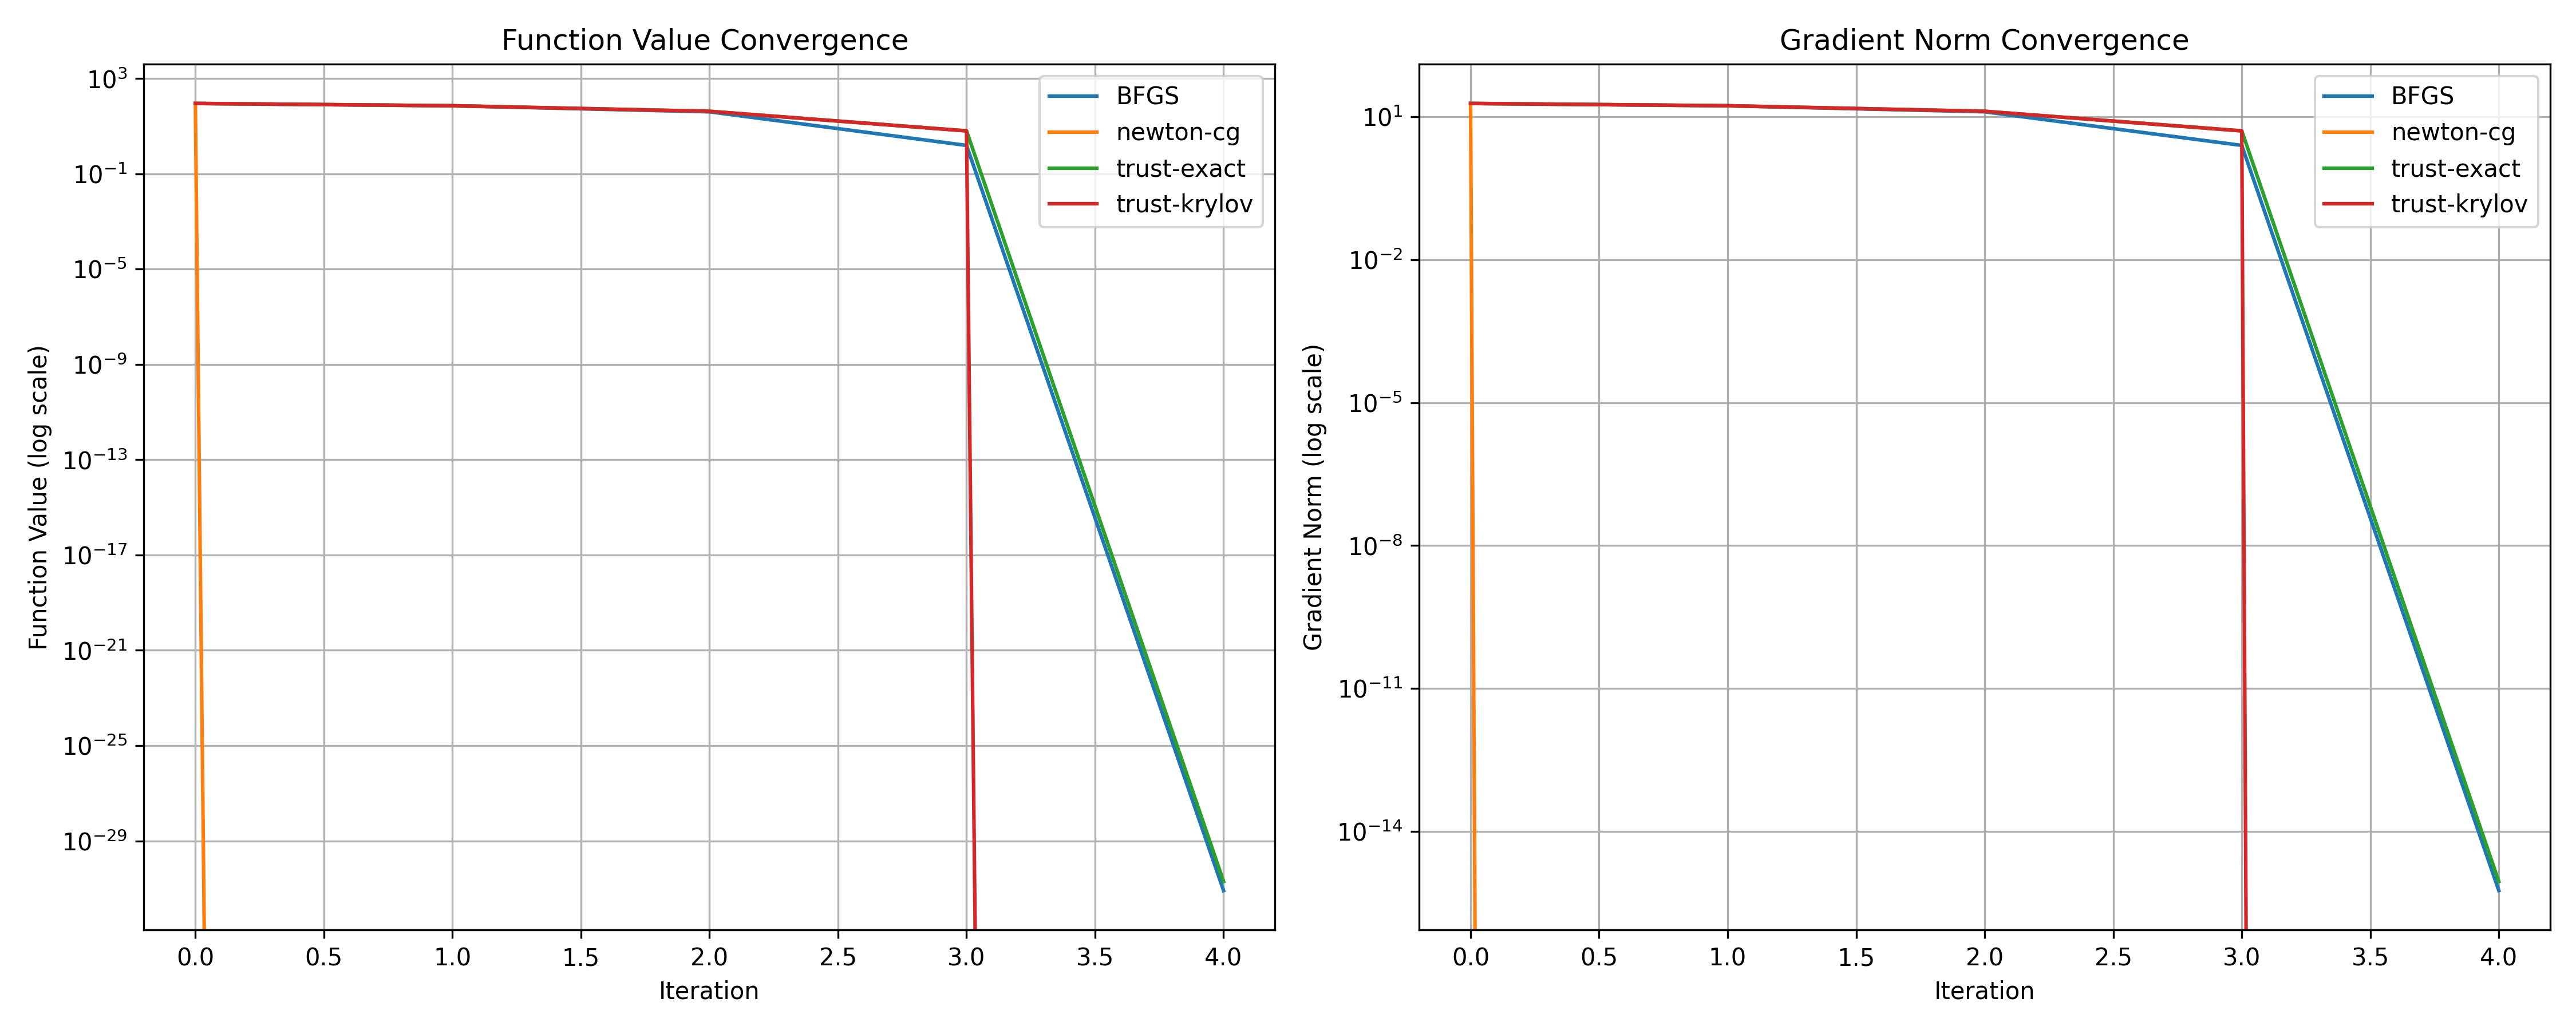 Function Value Convergence
Function Value (log scale)
10³
10⁻¹
10⁻⁵
10⁻⁹
10⁻¹³
10⁻¹⁷
10⁻²¹
10⁻²⁵
10⁻²⁹
BFGS
newton-cg
trust-exact
trust-krylov
0.0 0.5 1.0 1.5 2.0 2.5 3.0 3.5 4.0
Iteration
Gradient Norm Convergence
Gradient Norm (log scale)
10¹
10⁻²
10⁻⁵
10⁻⁸
10⁻¹¹
10⁻¹⁴
BFGS
newton-cg
trust-exact
trust-krylov
0.0 0.5 1.0 1.5 2.0 2.5 3.0 3.5 4.0
Iteration